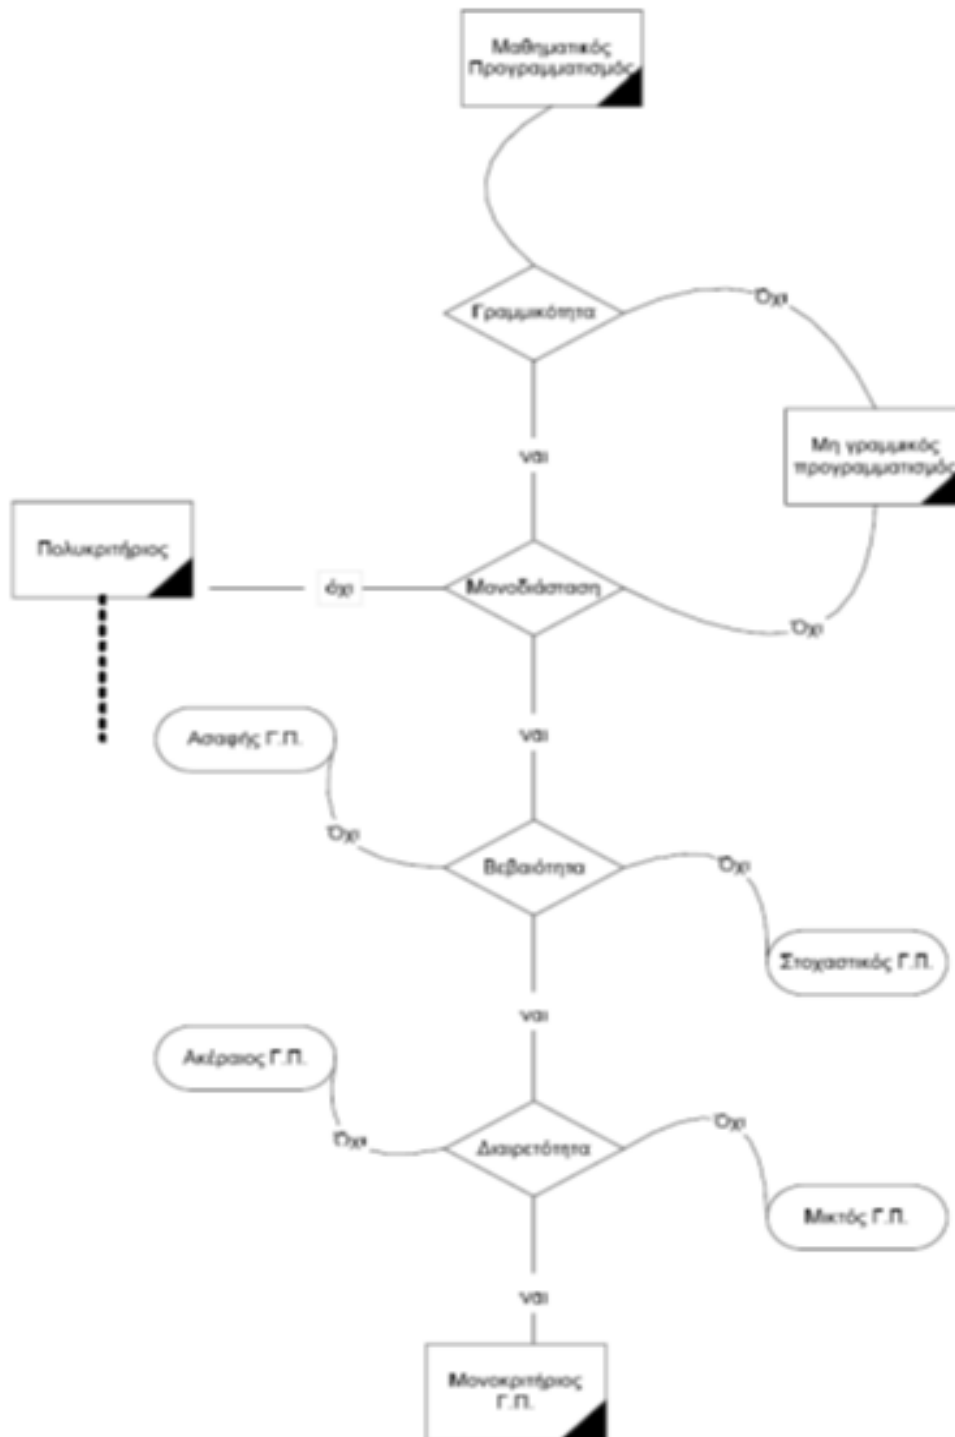 Μαθηματικός
Προγραμματισμός
Γραμμικότητα
Όχι
ναι
Μη γραμμικός
προγραμματισμός
Πολυκριτήριος
όχι
Μονοδιάσταση
Όχι
ναι
Ασαφής Γ.Π.
Όχι
Βεβαιότητα
Όχι
Στοχαστικός Γ.Π.
ναι
Ακέραιος Γ.Π.
Όχι
Διαιρετότητα
Όχι
Μικτός Γ.Π.
ναι
Μονοκριτήριος
Γ.Π.